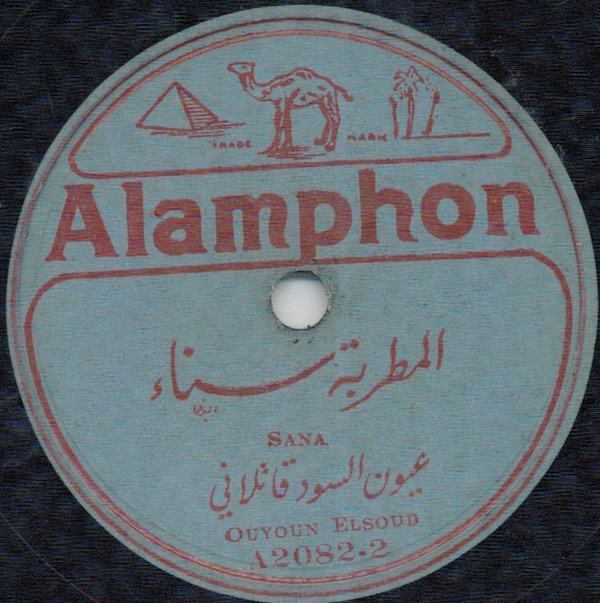 TRADE MARK
Alamphon
المطربة سناء
SANA
عيون السود قاتلاني
OUYOUN ELSOUD
A2082-2